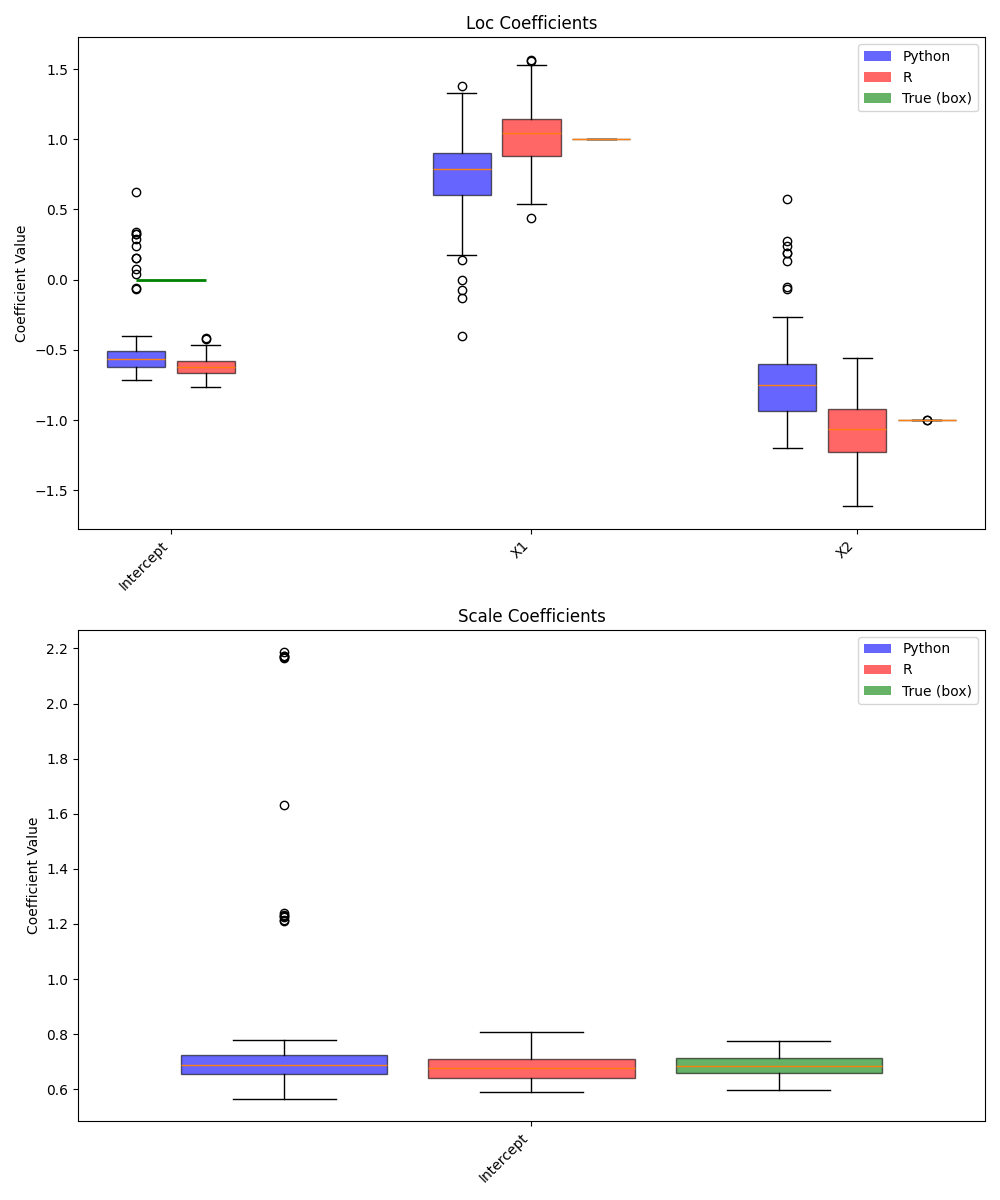 Loc Coefficients
Python
R
True (box)
1.5
1.0
0.5
0.0
−0.5
−1.0
−1.5
Coefficient Value
Intercept
X1
X2
Scale Coefficients
Python
R
True (box)
2.2
2.0
1.8
1.6
1.4
1.2
1.0
0.8
0.6
Coefficient Value
Intercept